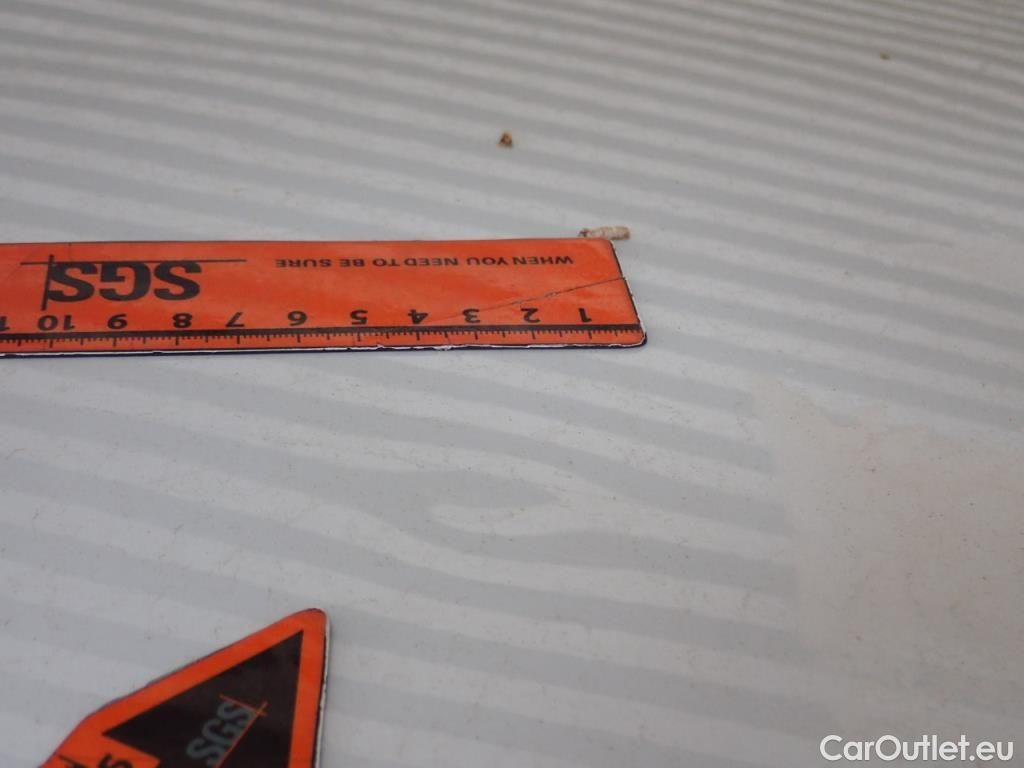 WHEN YOU NEED TO BE SURE
SGS
1 2 3 4 5 6 7 8 9 10 
SGS
CarOutlet.eu